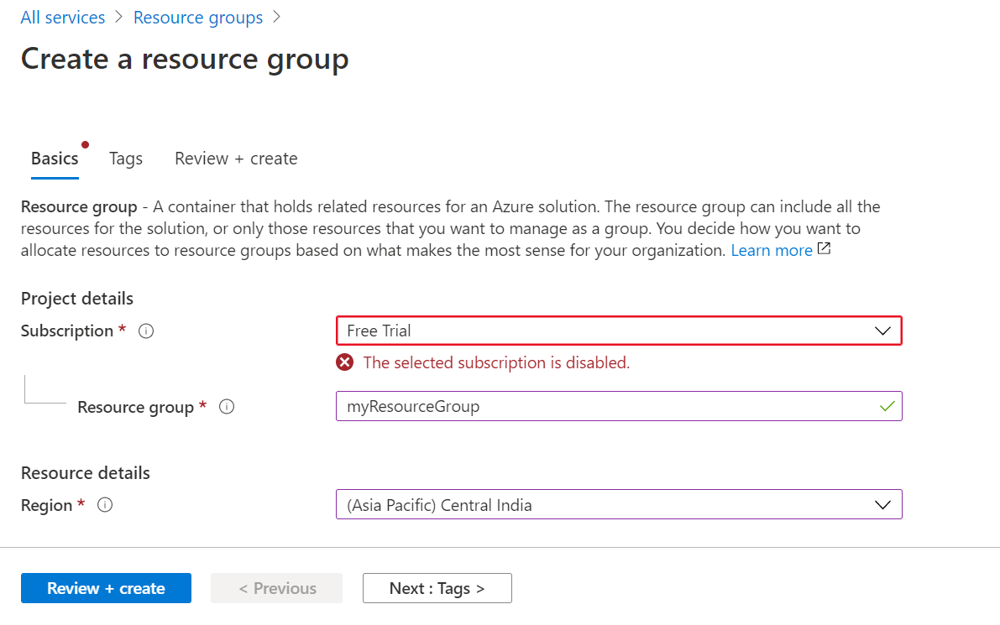 All services > Resource groups >
Create a resource group
Basics Tags Review + create
Resource group - A container that holds related resources for an Azure solution. The resource group can include all the
resources for the solution, or only those resources that you want to manage as a group. You decide how you want to
allocate resources to resource groups based on what makes the most sense for your organization. Learn more
Project details
Subscription * Free Trial
The selected subscription is disabled.
Resource group * myResourceGroup
Resource details
Region * (Asia Pacific) Central India
Review + create < Previous Next : Tags >